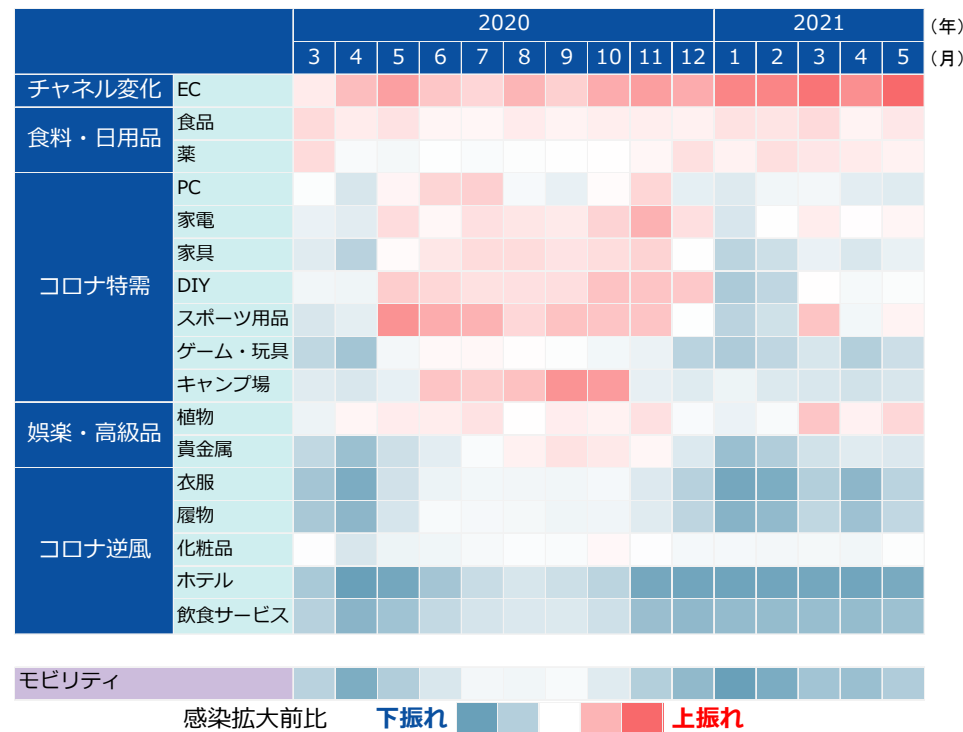 2020 2021 （年）
3 4 5 6 7 8 9 10 11 12 1 2 3 4 5 （月）
チャネル変化 EC
食料・日用品 食品
薬
コロナ特需 PC
家電
家具
DIY
スポーツ用品
ゲーム・玩具
キャンプ場
娯楽・高級品 植物
貴金属
コロナ逆風 衣服
履物
化粧品
ホテル
飲食サービス
モビリティ
感染拡大前比 下振れ 上振れ